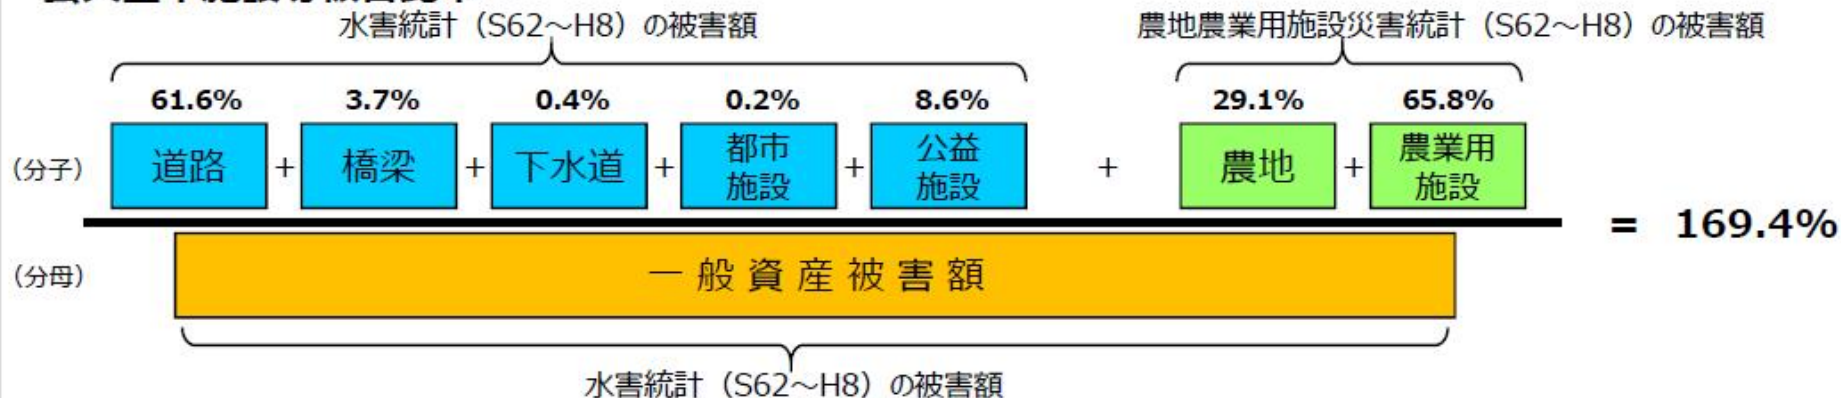 水害統計（S62～H8）の被害額
農地農業用施設災害統計（S62～H8）の被害額
61.6% 3.7% 0.4% 0.2% 8.6% 29.1% 65.8%
（分子） 道路 + 橋梁 + 下水道 + 都市施設 + 公益施設 + 農地 + 農業用施設
= 169.4%
（分母） 一般資産被害額
水害統計（S62～H8）の被害額